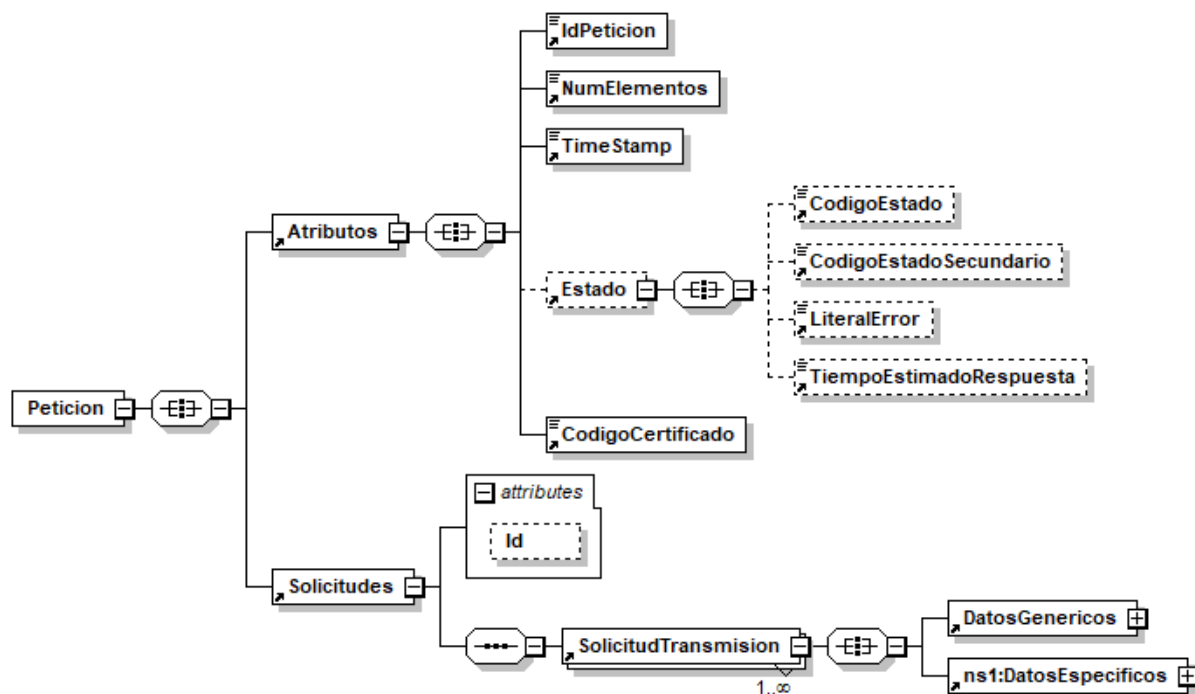 IdPeticion
NumElementos
TimeStamp
CodigoEstado
Atributos
CodigoEstadoSecundario
Estado
LiteralError
TiempoEstimadoRespuesta
Peticion
CodigoCertificado
attributes
Id
Solicitudes
DatosGenericos
SolicitudTransmision
ns1:DatosEspecificos
1..∞